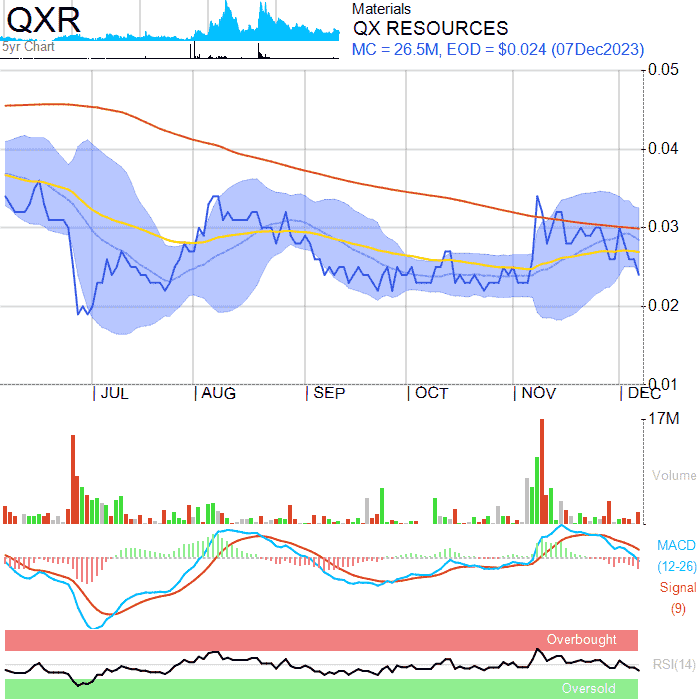 QXR
5yr Chart
Materials
QX RESOURCES
MC = 26.5M, EOD = $0.024 (07Dec2023)
0.05
0.04
0.03
0.02
0.01
JUL AUG SEP OCT NOV DEC
17M
Volume
MACD
(12-26)
Signal
(9)
Overbought
RSI(14)
Oversold